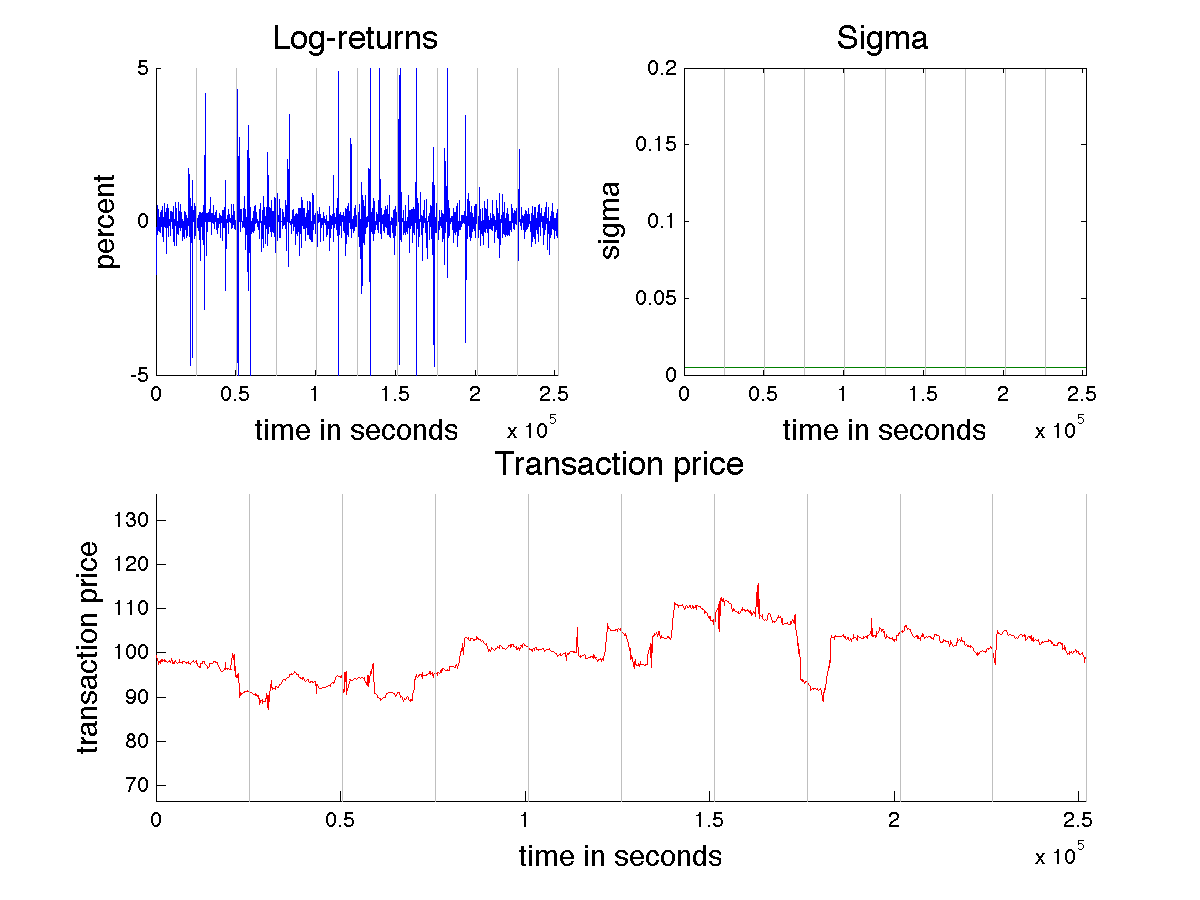 Log-returns
5
0
-5
percent
0 0.5 1 1.5 2 2.5
x 10^5
time in seconds
Sigma
0.2
0.15
0.1
0.05
0
sigma
0 0.5 1 1.5 2 2.5
x 10^5
time in seconds
Transaction price
130
120
110
100
90
80
70
transaction price
0 0.5 1 1.5 2 2.5
x 10^5
time in seconds